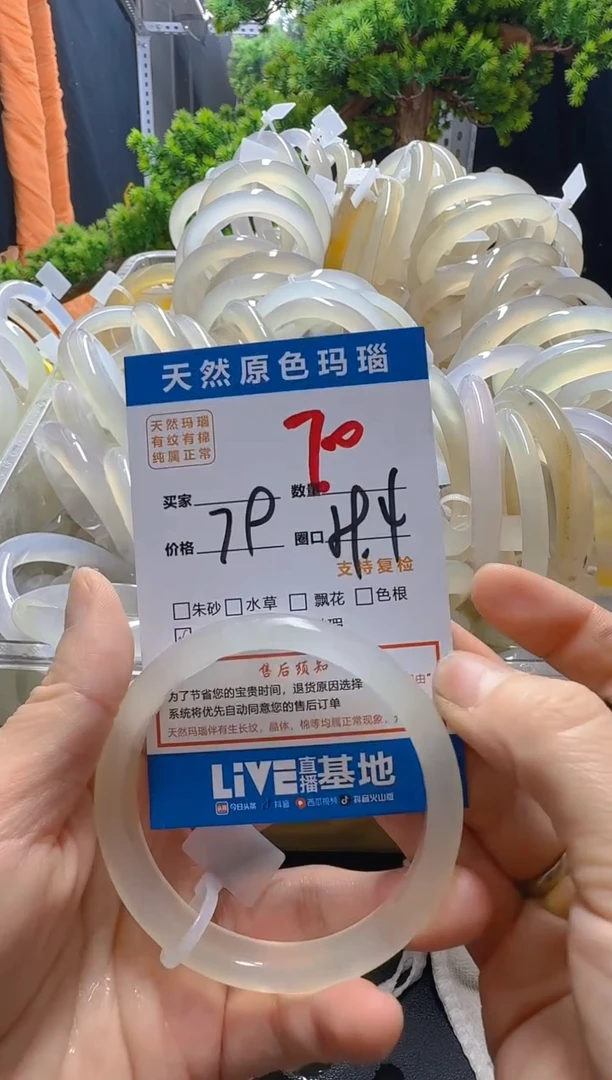 天然原色玛瑙
天然玛瑙
有纹有棉
纯属正常
70
买家 数量
价格 圈口
支持复检
□朱砂□水草 □ 飘花 □色根
售后须知
为了节省您的宝贵时间，退货原因选择 由”
系统将优先自动同意您的售后订单
天然玛瑙伴有生长纹，晶体、棉等均属正常现象，
LiVE直播基地
今日头条 抖音 西瓜视频 抖音火山版